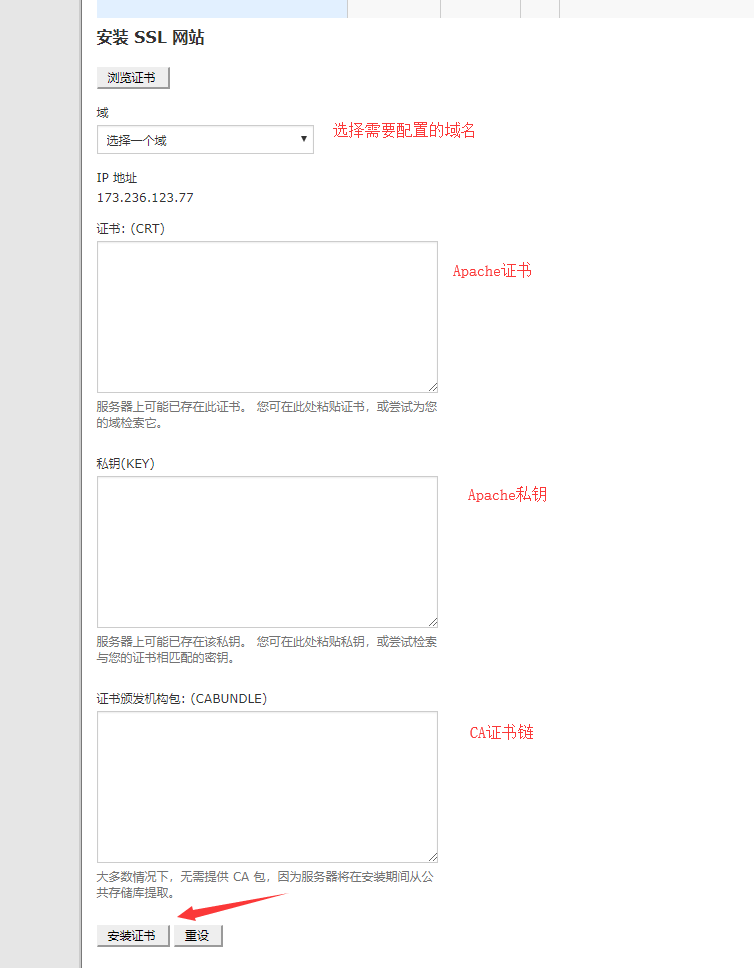 安装 SSL 网站
浏览证书
域
选择一个域
选择需要配置的域名
IP 地址
173.236.123.77
证书: (CRT)
Apache证书
服务器上可能已存在此证书。 您可在此处粘贴证书，或尝试为您
的域检索它。
私钥(KEY)
Apache私钥
服务器上可能已存在该私钥。 您可在此处粘贴私钥，或尝试检索
与您的证书相匹配的密钥。
证书颁发机构包: (CABUNDLE)
CA证书链
大多数情况下，无需提供 CA 包，因为服务器将在安装期间从公
共存储库提取。
安装证书 重设